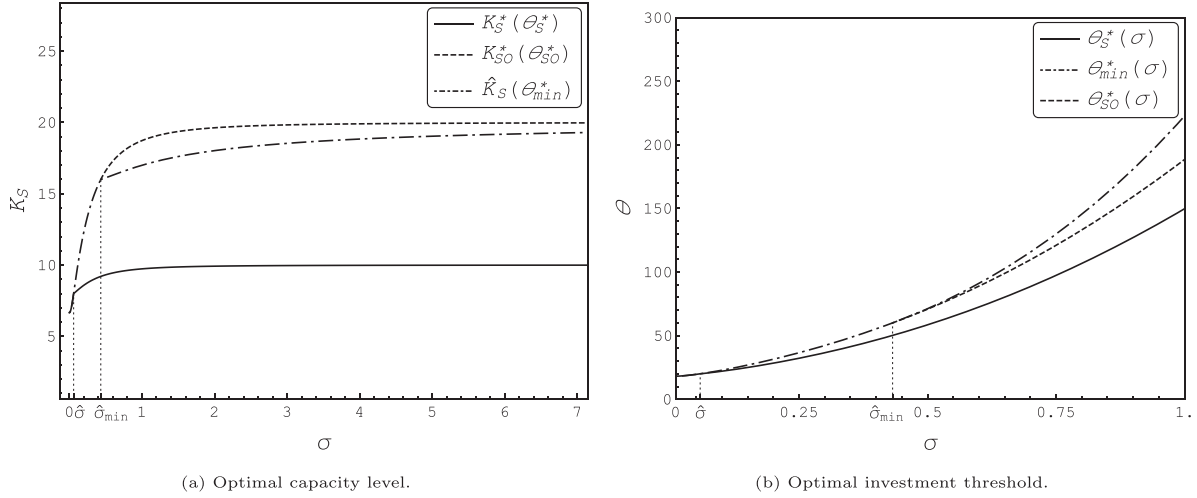 K*_S(θ*_S)
K*_SO(θ*_SO)
K̂_S(θ*_min)
25
20
15
10
5
K_S
0 σ̂ σ̂_min 1 2 3 4 5 6 7
σ
(a) Optimal capacity level.
300
250
200
150
100
50
0
θ
θ*_S(σ)
θ*_min(σ)
θ*_SO(σ)
0 σ̂ 0.25 σ̂_min 0.5 0.75 1.
σ
(b) Optimal investment threshold.